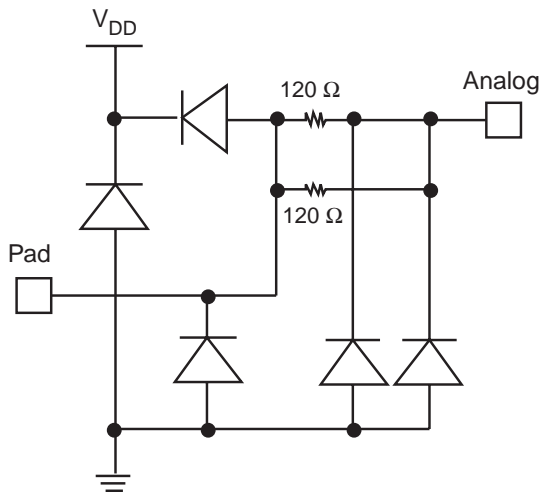 V_DD
120 Ω
Analog
120 Ω
Pad